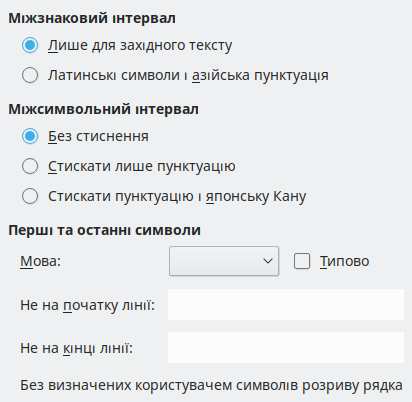 Міжзнаковий інтервал
Лише для західного тексту
Латинські символи і азійська пунктуація
Міжсимвольний інтервал
Без стиснення
Стискати лише пунктуацію
Стискати пунктуацію і японську Кану
Перші та останні символи
Мова:
Типово
Не на початку лінії:
Не на кінці лінії:
Без визначених користувачем символів розриву рядка